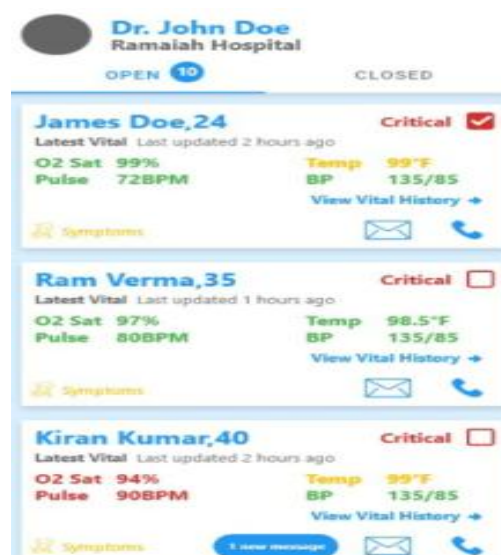 Dr. John Doe
Ramaiah Hospital
OPEN 10 CLOSED
James Doe,24 Critical
Latest Vital Last updated 2 hours ago
O2 Sat 99% Temp 99°F
Pulse 72BPM BP 135/85
View Vital History →
Symptoms
Ram Verma,35 Critical
Latest Vital Last updated 1 hours ago
O2 Sat 97% Temp 98.5°F
Pulse 80BPM BP 135/85
View Vital History →
Symptoms
Kiran Kumar,40 Critical
Latest Vital Last updated 2 hours ago
O2 Sat 94% Temp 99°F
Pulse 90BPM BP 135/85
View Vital History →
Symptoms 1 new message